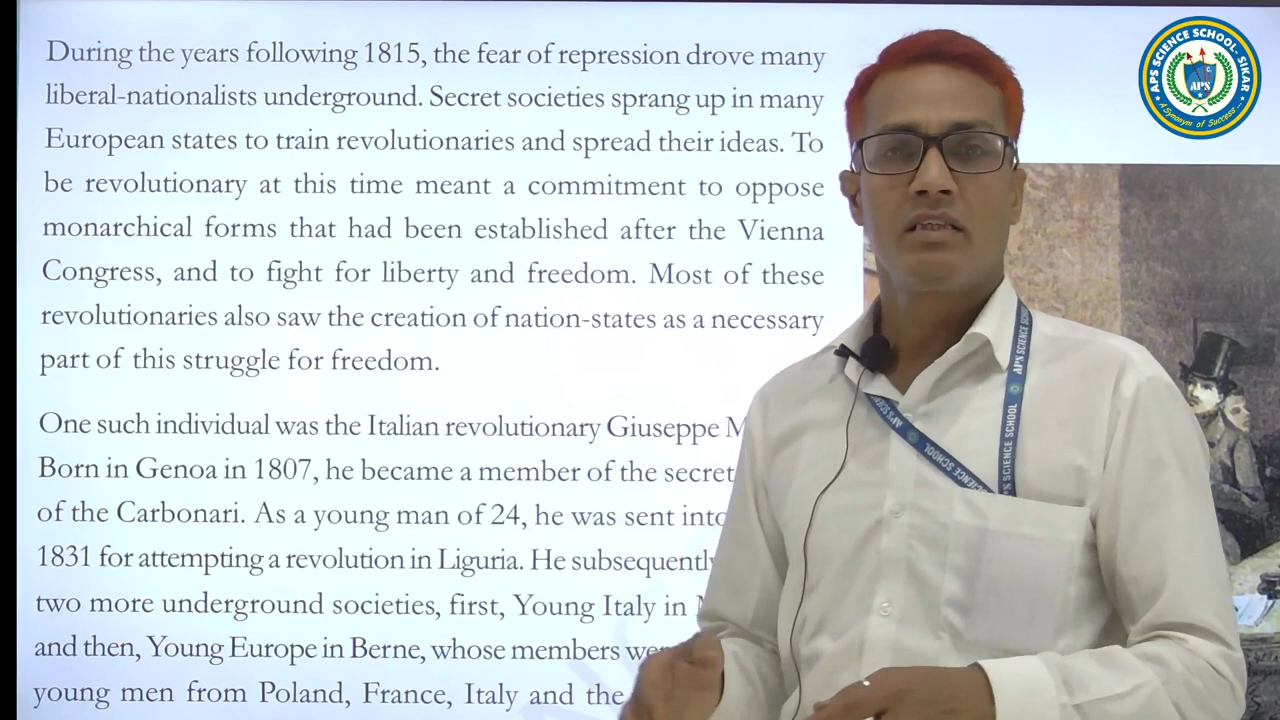 During the years following 1815, the fear of repression drove many
liberal-nationalists underground. Secret societies sprang up in many
European states to train revolutionaries and spread their ideas. To
be revolutionary at this time meant a commitment to oppose
monarchical forms that had been established after the Vienna
Congress, and to fight for liberty and freedom. Most of these
revolutionaries also saw the creation of nation-states as a necessary
part of this struggle for freedom.
One such individual was the Italian revolutionary Giuseppe M
Born in Genoa in 1807, he became a member of the secret
of the Carbonari. As a young man of 24, he was sent into
1831 for attempting a revolution in Liguria. He subsequently
two more underground societies, first, Young Italy in
and then, Young Europe in Berne, whose members
young men from Poland, France, Italy and the
APS SCIENCE SCHOOL-SIKAR
APS
A Synonym of Success...
APS SCIENCE SCHOOL
SCIENCE SCHOOL